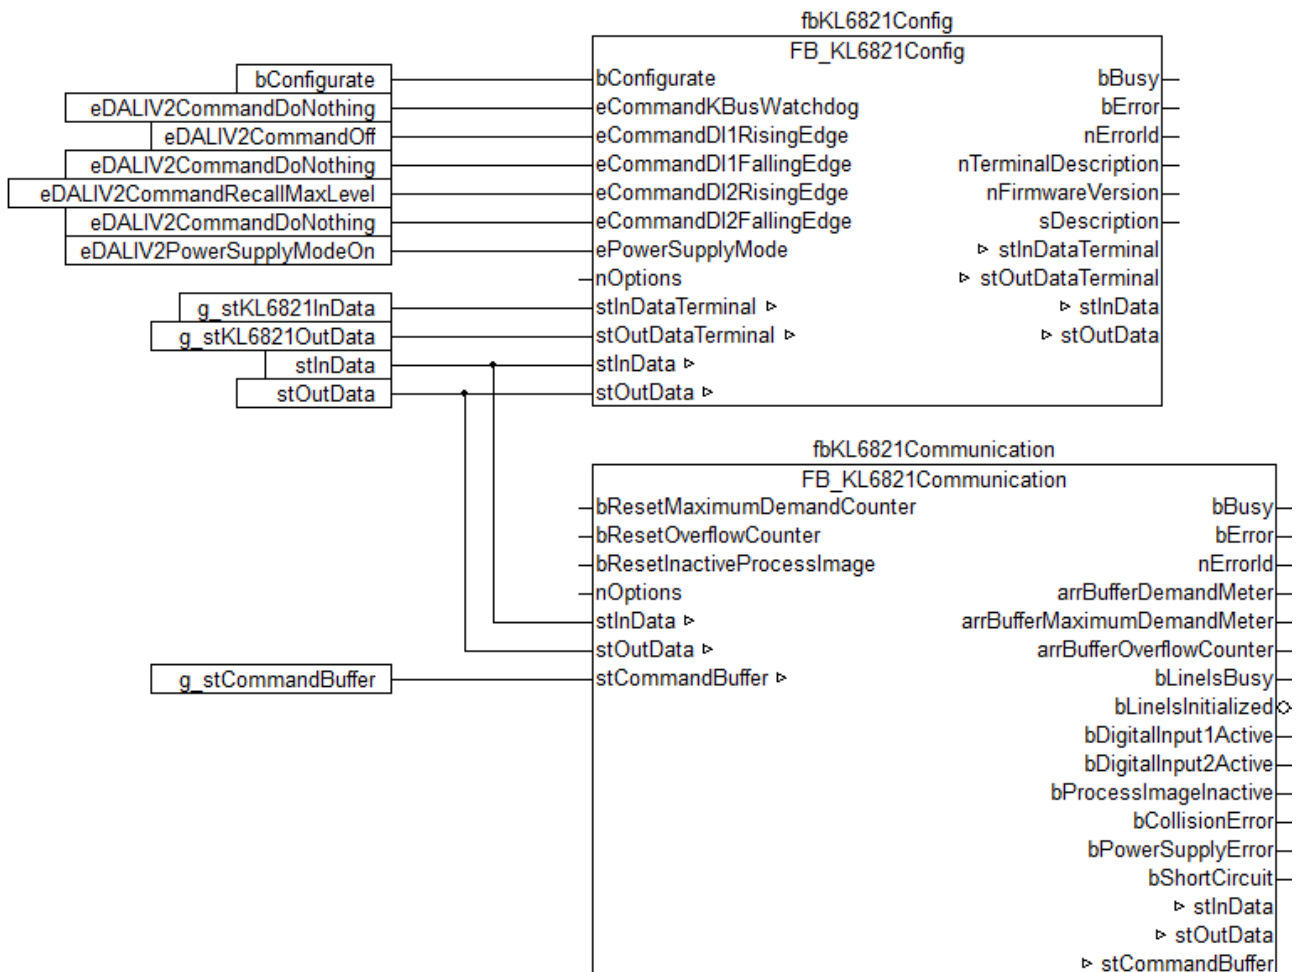 fbKL6821Config
FB_KL6821Config
bConfigurate bConfigurate bBusy
eDALIV2CommandDoNothing eCommandKBusWatchdog bError
eDALIV2CommandOff eCommandDI1RisingEdge nErrorId
eDALIV2CommandDoNothing eCommandDI1FallingEdge nTerminalDescription
eDALIV2CommandRecallMaxLevel eCommandDI2RisingEdge nFirmwareVersion
eDALIV2CommandDoNothing eCommandDI2FallingEdge sDescription
eDALIV2PowerSupplyModeOn ePowerSupplyMode stInDataTerminal
nOptions stOutDataTerminal
g_stKL6821InData stInDataTerminal stInData
g_stKL6821OutData stOutDataTerminal stOutData
stInData stInData
stOutData stOutData
fbKL6821Communication
FB_KL6821Communication
bResetMaximumDemandCounter bBusy
bResetOverflowCounter bError
bResetInactiveProcessImage nErrorId
nOptions arrBufferDemandMeter
stInData arrBufferMaximumDemandMeter
stOutData arrBufferOverflowCounter
g_stCommandBuffer stCommandBuffer bLineIsBusy
bLineIsInitialized
bDigitalInput1Active
bDigitalInput2Active
bProcessImageInactive
bCollisionError
bPowerSupplyError
bShortCircuit
stInData
stOutData
stCommandBuffer